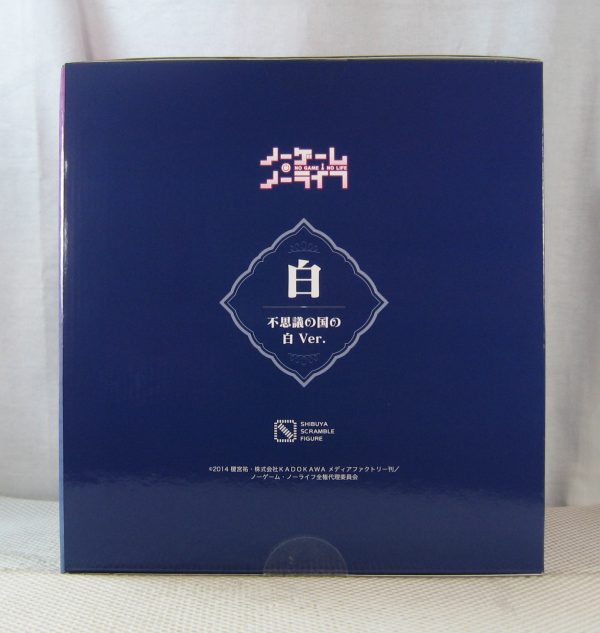 ノーゲーム
NO GAME NO LIFE
ノーライフ
白
不思議の国の
白 Ver.
SHIBUYA
SCRAMBLE
FIGURE
©2014 榎宮祐・株式会社KADOKAWA メディアファクトリー刊／
ノーゲーム・ノーライフ全権代理委員会